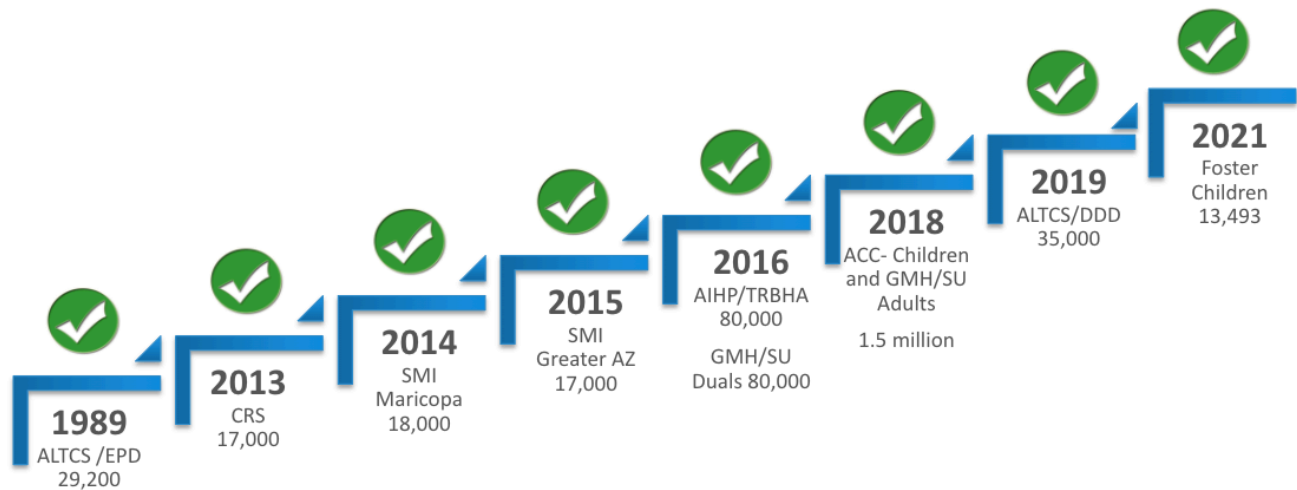 1989
ALTCS /EPD
29,200
2013
CRS
17,000
2014
SMI
Maricopa
18,000
2015
SMI
Greater AZ
17,000
2016
AIHP/TRBHA
80,000
GMH/SU
Duals 80,000
2018
ACC- Children
and GMH/SU
Adults
1.5 million
2019
ALTCS/DDD
35,000
2021
Foster
Children
13,493